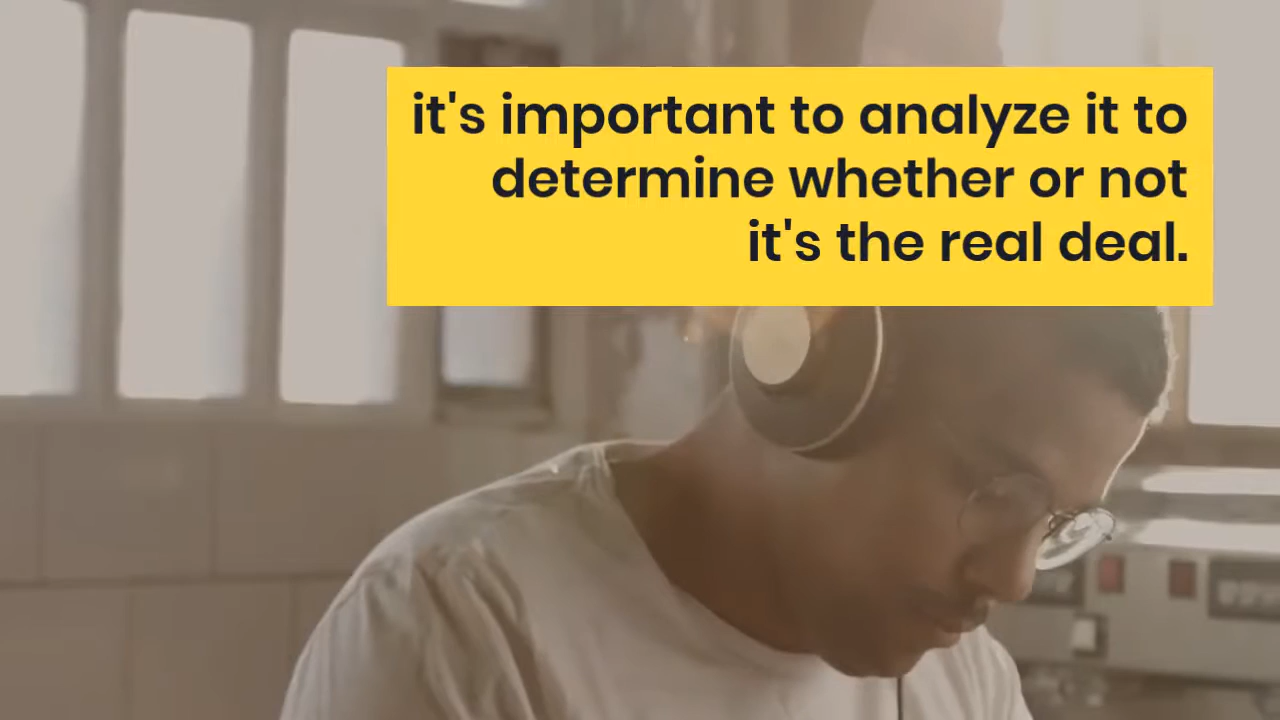 it's important to analyze it to
determine whether or not
it's the real deal.